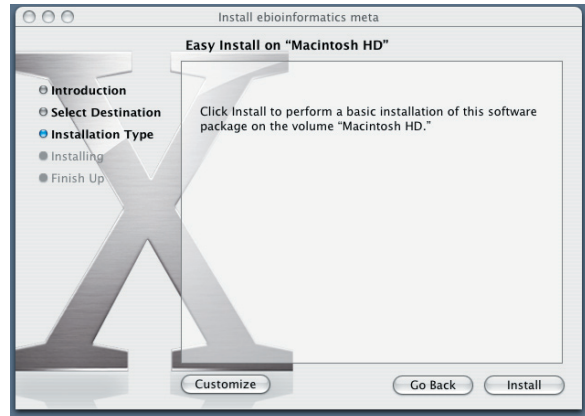 Install ebioinformatics meta
Easy Install on “Macintosh HD”
Introduction
Select Destination
Installation Type
Installing
Finish Up
Click Install to perform a basic installation of this software
package on the volume “Macintosh HD.”
Customize
Go Back
Install